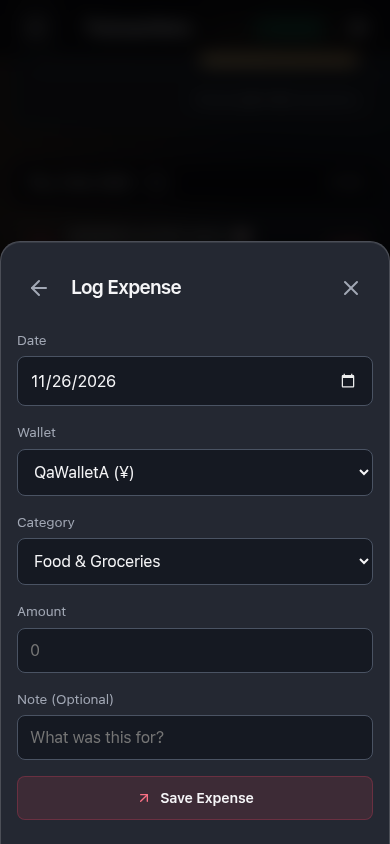 Log Expense
Date
11/26/2026
Wallet
QaWalletA (¥)
Category
Food & Groceries
Amount
0
Note (Optional)
What was this for?
Save Expense